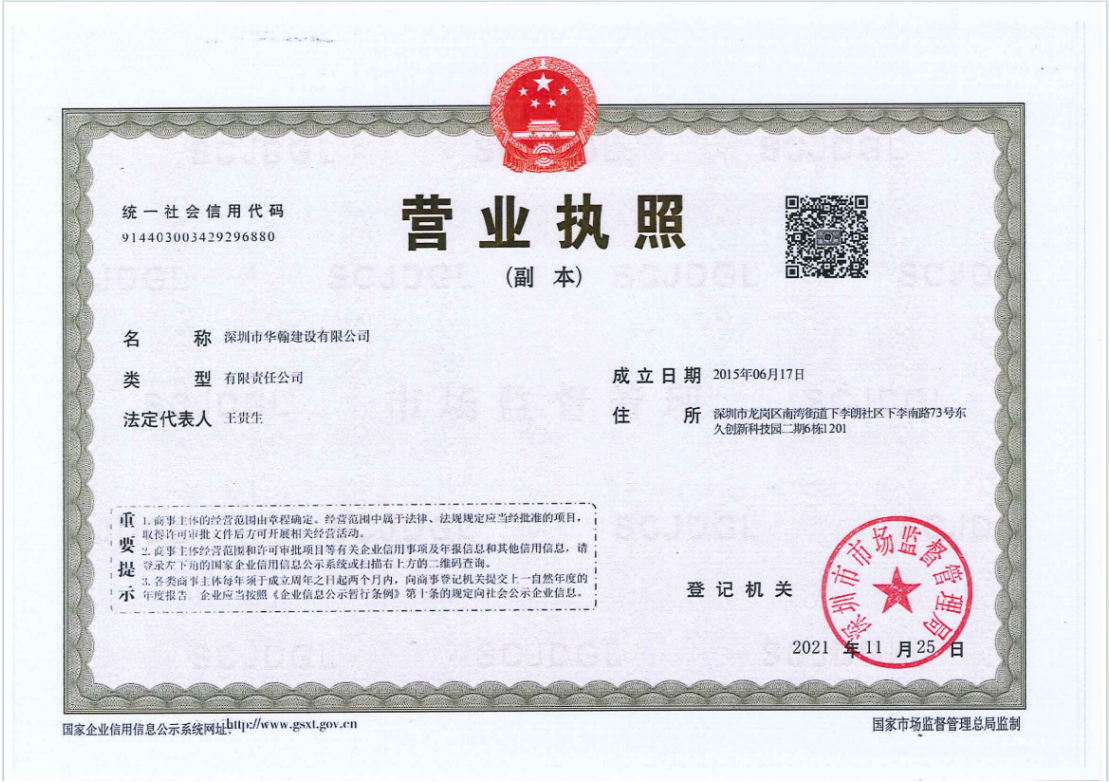 统一社会信用代码
914403003429296880
营业执照
(副 本)
名 称 深圳市华翰建设有限公司
类 型 有限责任公司
法定代表人 王贵生
成立日期 2015年06月17日
住 所 深圳市龙岗区南湾街道下李朗社区下李南路73号东
久创新科技园二期6栋1201
重要提示
1. 商事主体的经营范围由章程确定。经营范围中属于法律、法规规定应当经批准的项目，
取得许可审批文件后方可开展相关经营活动。
2. 商事主体经营范围和许可审批项目等有关企业信用事项及年报信息和其他信用信息，请
登录左下角的国家企业信用信息公示系统或扫描右上方的二维码查询。
3. 各类商事主体每年须于成立周年之日起两个月内，向商事登记机关提交上一自然年度的
年度报告。企业应当按照《企业信息公示暂行条例》第十条的规定向社会公示企业信息。
登记机关
深圳市市场监督管理局
2021 年11 月25 日
国家企业信用信息公示系统网址:http://www.gsxt.gov.cn
国家市场监督管理总局监制
SCJDGL